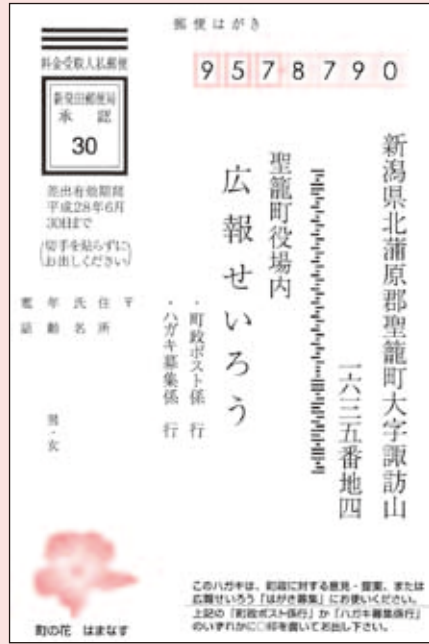 郵便はがき
料金受取人払郵便
新発田郵便局
承認
30
差出有効期間
平成28年6月
30日まで
(切手を貼らずに
お出しください)
9578790
新潟県北蒲原郡聖籠町大字諏訪山
一六三五番地四
聖籠町役場内
広報せいろう
・町政ポスト係 行
・ハガキ募集係 行
〒
住所
氏名
年齢
電話
男・女
町の花 はまなす
このハガキは、町政に対する意見・提案、または
広報せいろう「はがき募集」にお使いください。
上記の「町政ポスト係行」か「ハガキ募集係行」
のいずれかに○印を書いてお出し下さい。